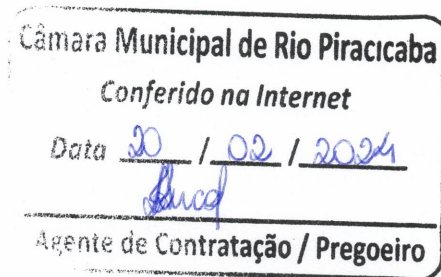 Câmara Municipal de Rio Piracicaba
Conferido na Internet
Data 20 / 02 / 2024
Agente de Contratação / Pregoeiro